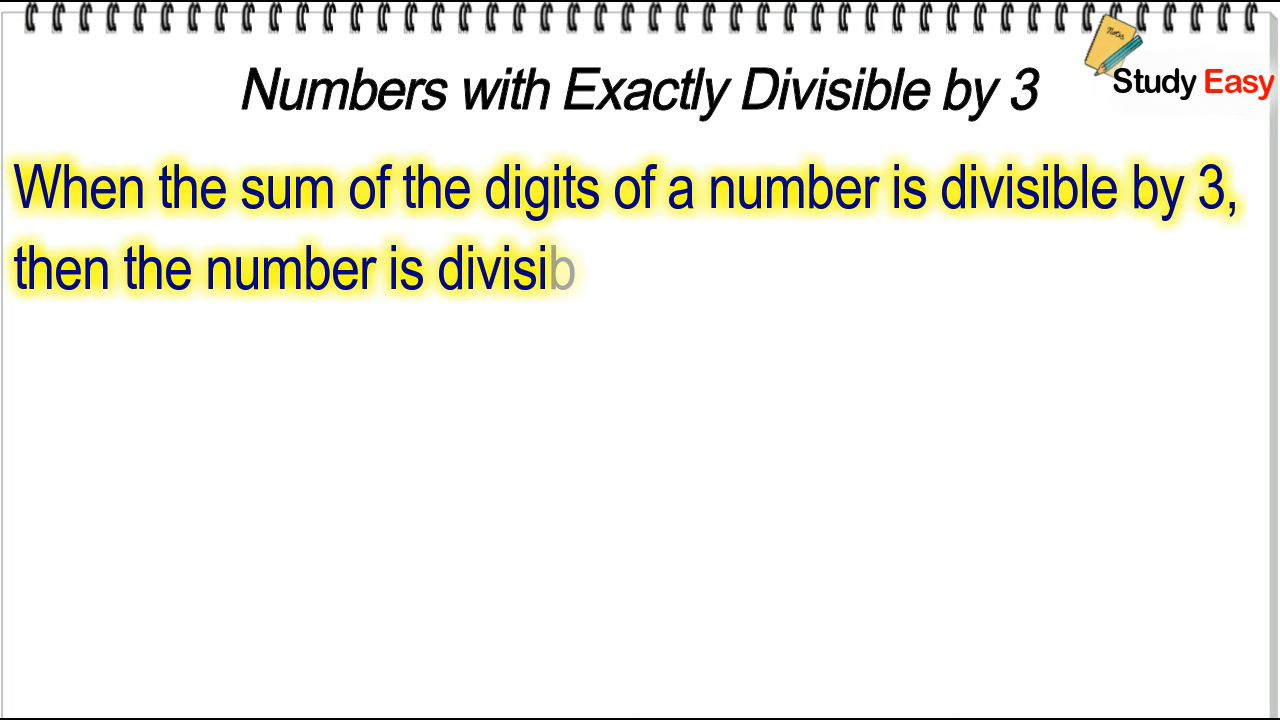 Numbers with Exactly Divisible by 3
Study Easy
When the sum of the digits of a number is divisible by 3,
then the number is divisib